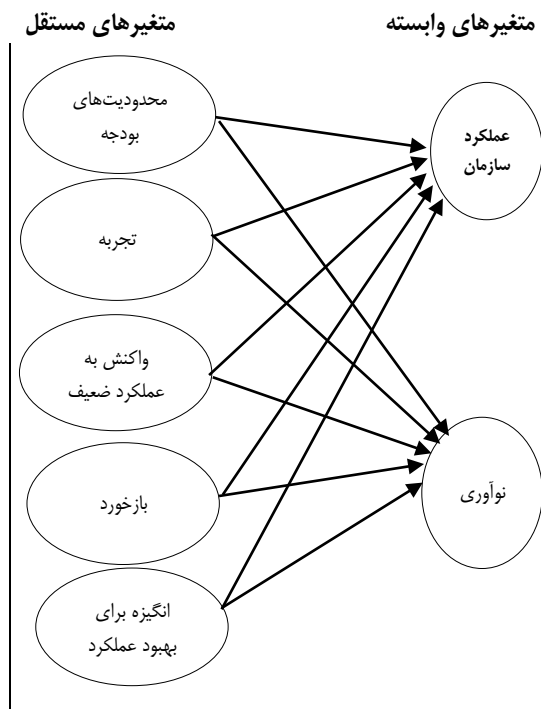 متغیرهای وابسته
متغیرهای مستقل
محدودیت‌های
بودجه
عملکرد
سازمان
تجربه
واکنش به
عملکرد ضعیف
بازخورد
نوآوری
انگیزه برای
بهبود عملکرد